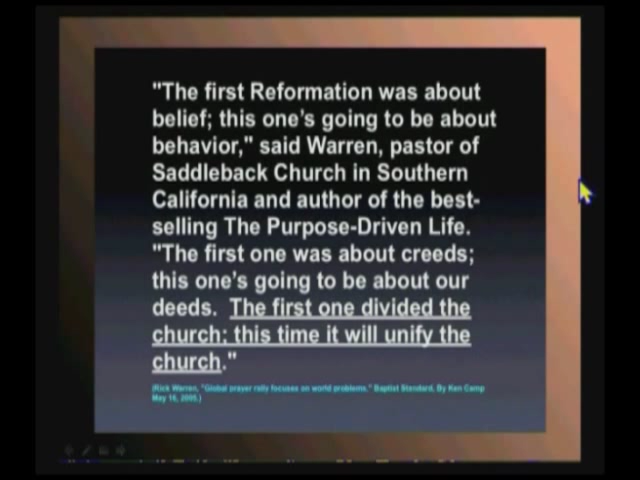 "The first Reformation was about
belief; this one's going to be about
behavior," said Warren, pastor of
Saddleback Church in Southern
California and author of the best-
selling The Purpose-Driven Life.
"The first one was about creeds;
this one's going to be about our
deeds. The first one divided the
church; this time it will unify the
church."
(Rick Warren, "Global prayer rally focuses on world problems." Baptist Standard, By Ken Camp
May 16, 2005.)